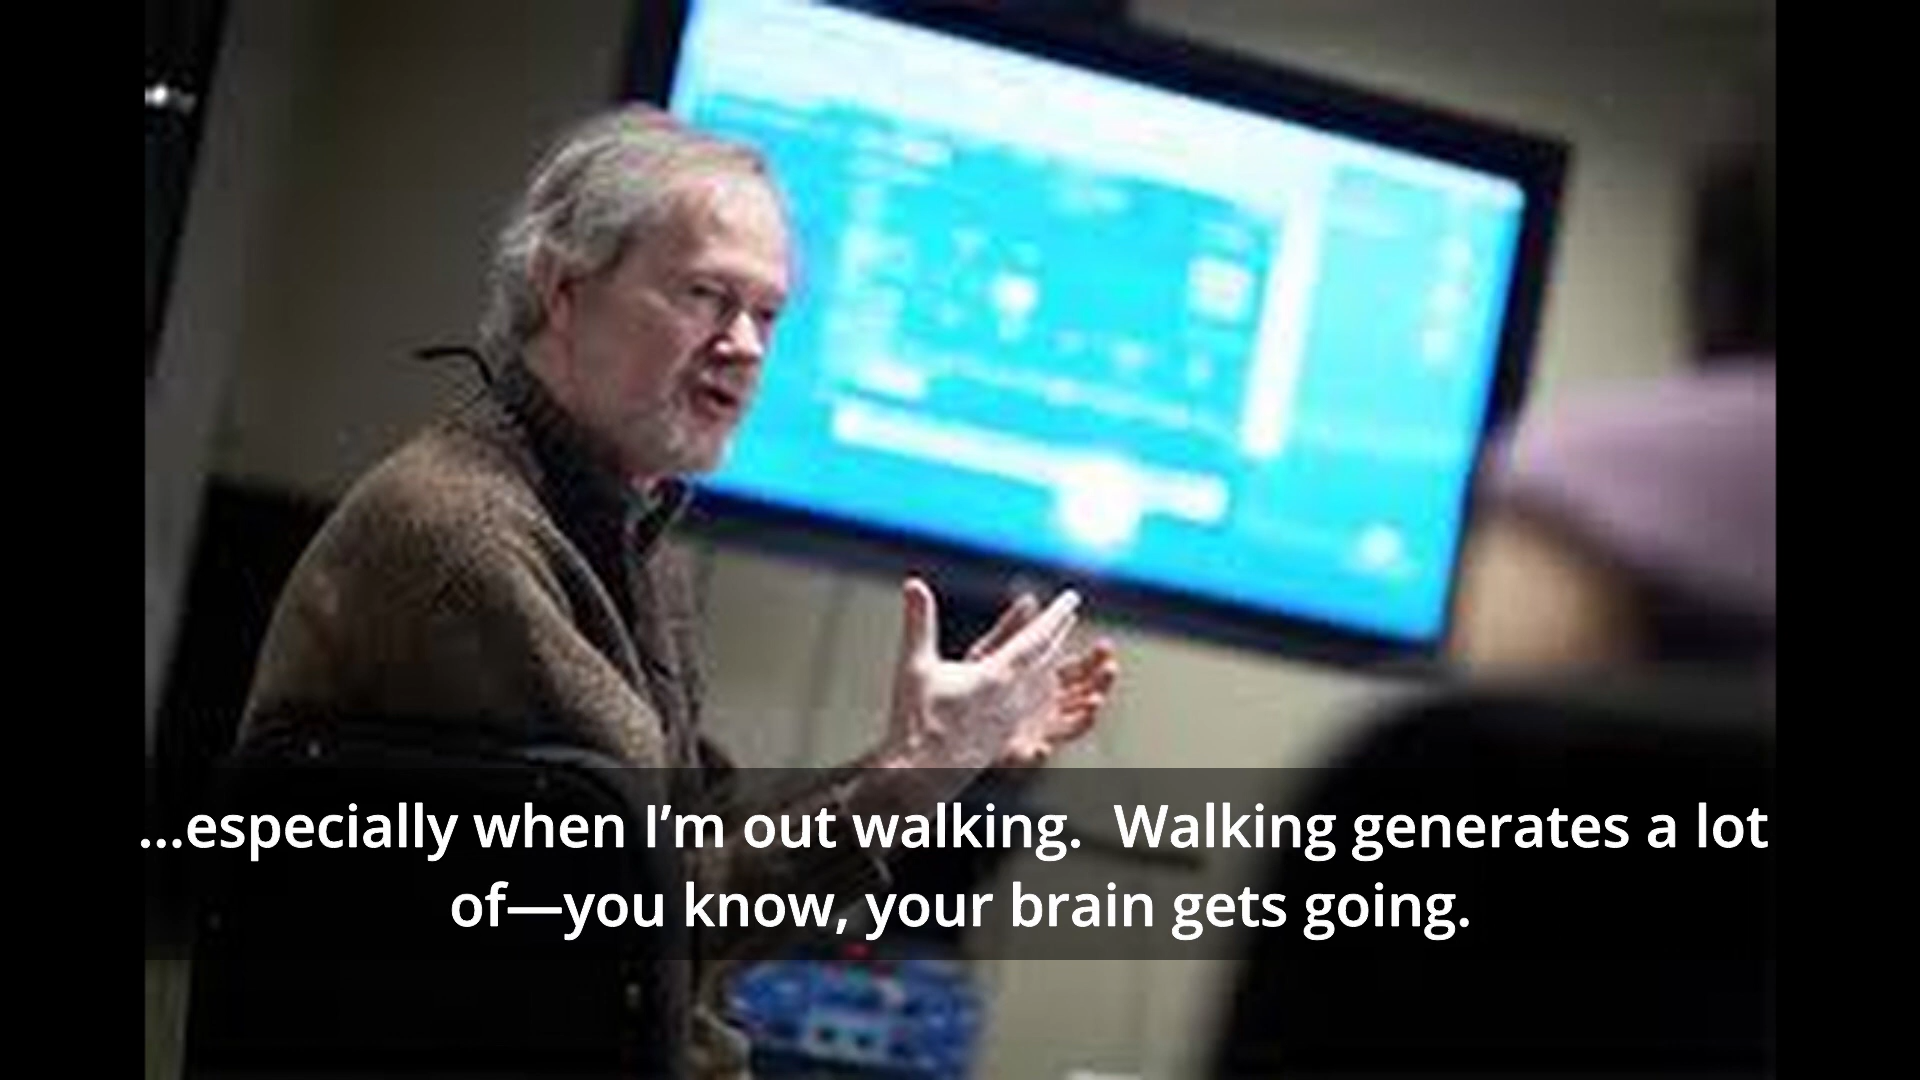 …especially when I’m out walking.  Walking generates a lot
of—you know, your brain gets going.